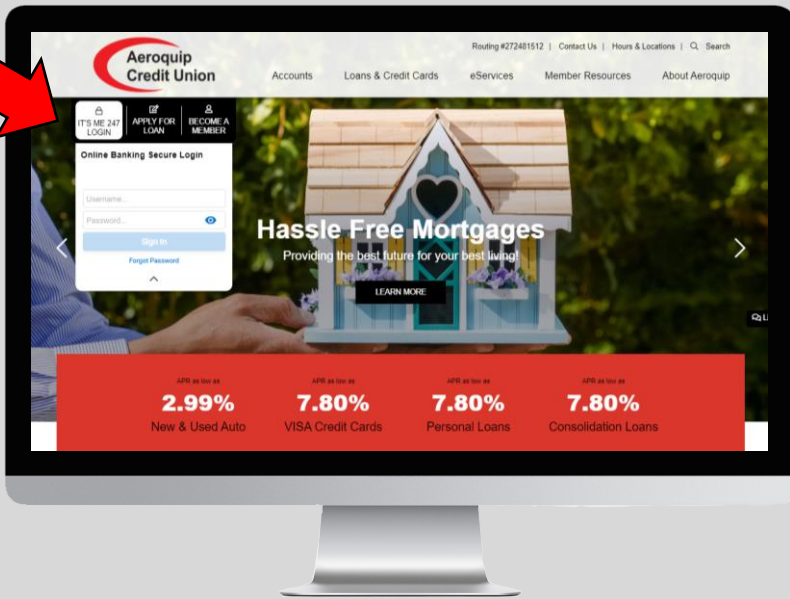 Routing #272481512 | Contact Us | Hours & Locations | Search
Aeroquip
Credit Union
Accounts Loans & Credit Cards eServices Member Resources About Aeroquip
IT'S ME 247
LOGIN
APPLY FOR
LOAN
BECOME A
MEMBER
Online Banking Secure Login
Username...
Password...
Sign In
Forgot Password
Hassle Free Mortgages
Providing the best future for your best living!
LEARN MORE
APR as low as
2.99%
New & Used Auto
APR as low as
7.80%
VISA Credit Cards
APR as low as
7.80%
Personal Loans
APR as low as
7.80%
Consolidation Loans